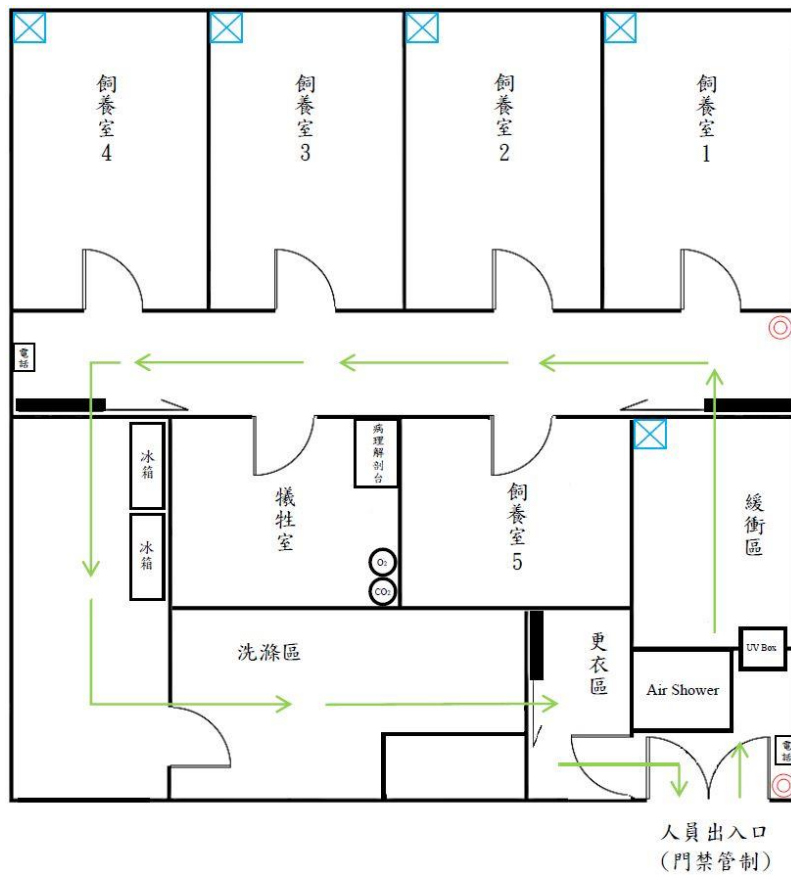 飼養室4
飼養室3
飼養室2
飼養室1
電話
冰箱
冰箱
犧牲室
病理解剖台
O₂
CO₂
飼養室5
緩衝區
洗滌區
更衣區
UV Box
Air Shower
電話
人員出入口
(門禁管制)